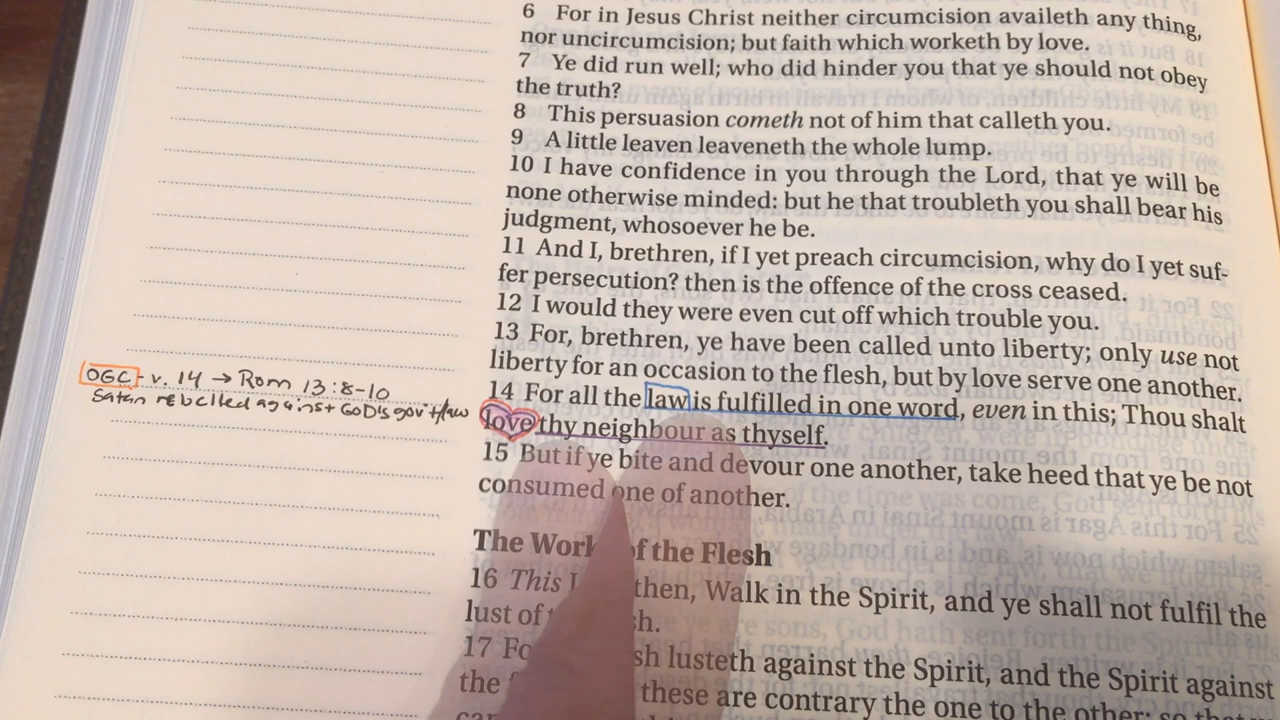 6 For in Jesus Christ neither circumcision availeth any thing,
nor uncircumcision; but faith which worketh by love.
7 Ye did run well; who did hinder you that ye should not obey
the truth?
8 This persuasion cometh not of him that calleth you.
9 A little leaven leaveneth the whole lump.
10 I have confidence in you through the Lord, that ye will be
none otherwise minded: but he that troubleth you shall bear his
judgment, whosoever he be.
11 And I, brethren, if I yet preach circumcision, why do I yet suf-
fer persecution? then is the offence of the cross ceased.
12 I would they were even cut off which trouble you.
13 For, brethren, ye have been called unto liberty; only use not
liberty for an occasion to the flesh, but by love serve one another.
OGC - v. 14 → Rom 13:8-10
Satan rebelled against GOD's gov't/law
14 For all the law is fulfilled in one word, even in this; Thou shalt
love thy neighbour as thyself.
15 But if ye bite and devour one another, take heed that ye be not
consumed one of another.
The Work of the Flesh
16 This I then, Walk in the Spirit, and ye shall not fulfil the
lust of
17 lusteth against the Spirit, and the Spirit against
the these are contrary the one to the other: